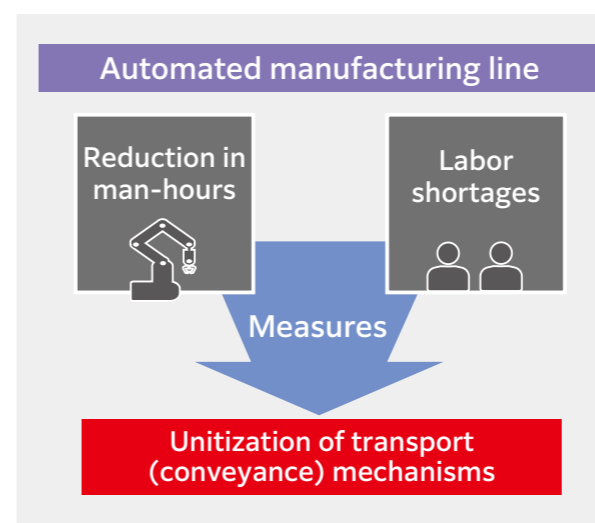 Automated manufacturing line
Reduction in
man-hours
Labor
shortages
Measures
Unitization of transport
(conveyance) mechanisms